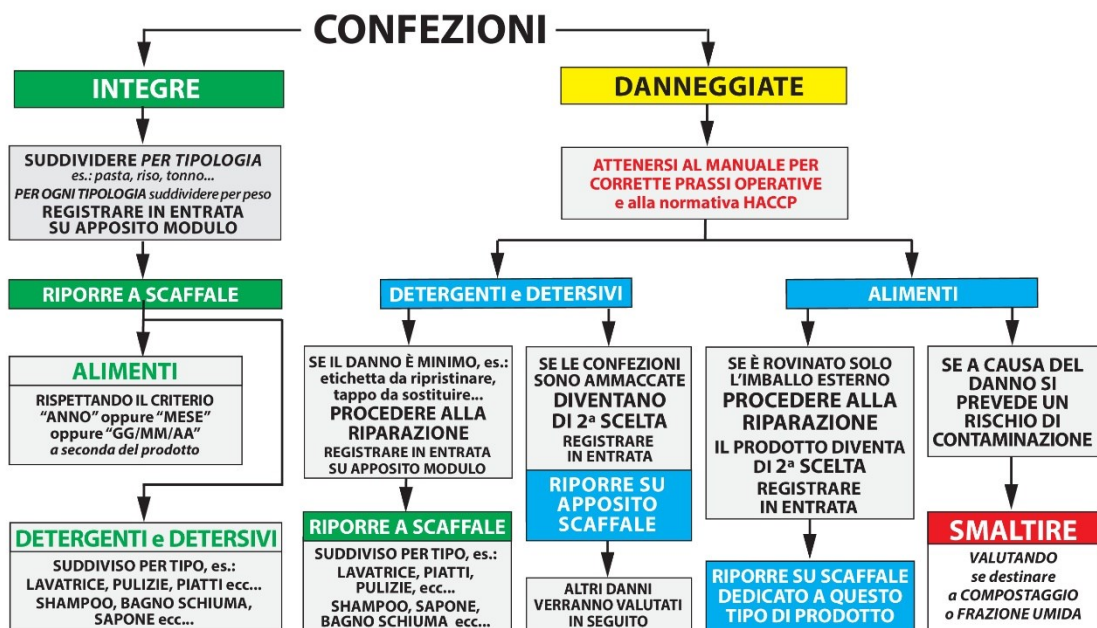 CONFEZIONI
INTEGRE
SUDDIVIDERE PER TIPOLOGIA
es.: pasta, riso, tonno...
PER OGNI TIPOLOGIA suddividere per peso
REGISTRARE IN ENTRATA
SU APPOSITO MODULO
RIPORRE A SCAFFALE
ALIMENTI
RISPETTANDO IL CRITERIO
"ANNO" oppure "MESE"
oppure "GG/MM/AA"
a seconda del prodotto
DETERGENTI e DETERSIVI
SUDDIVISO PER TIPO, es.:
LAVATRICE, PULIZIE, PIATTI ecc...
SHAMPOO, BAGNO SCHIUMA,
SAPONE ecc...
DANNEGGIATE
ATTENERSI AL MANUALE PER
CORRETTE PRASSI OPERATIVE
e alla normativa HACCP
DETERGENTI e DETERSIVI
SE IL DANNO È MINIMO, es.:
etichetta da ripristinare,
tappo da sostituire...
PROCEDERE ALLA
RIPARAZIONE
REGISTRARE IN ENTRATA
SU APPOSITO MODULO
RIPORRE A SCAFFALE
SUDDIVISO PER TIPO, es.:
LAVATRICE, PIATTI,
PULIZIE, ecc...
SHAMPOO, SAPONE,
BAGNO SCHIUMA ecc...
SE LE CONFEZIONI
SONO AMMACCATE
DIVENTANO
DI 2ª SCELTA
REGISTRARE
IN ENTRATA
RIPORRE SU
APPOSITO
SCAFFALE
ALTRI DANNI
VERRANNO VALUTATI
IN SEGUITO
ALIMENTI
SE È ROVINATO SOLO
L'IMBALLO ESTERNO
PROCEDERE ALLA
RIPARAZIONE
IL PRODOTTO DIVENTA
DI 2ª SCELTA
REGISTRARE
IN ENTRATA
RIPORRE SU SCAFFALE
DEDICATO A QUESTO
TIPO DI PRODOTTO
SE A CAUSA DEL
DANNO SI
PREVEDE UN
RISCHIO DI
CONTAMINAZIONE
SMALTIRE
VALUTANDO
se destinare
a COMPOSTAGGIO
o FRAZIONE UMIDA